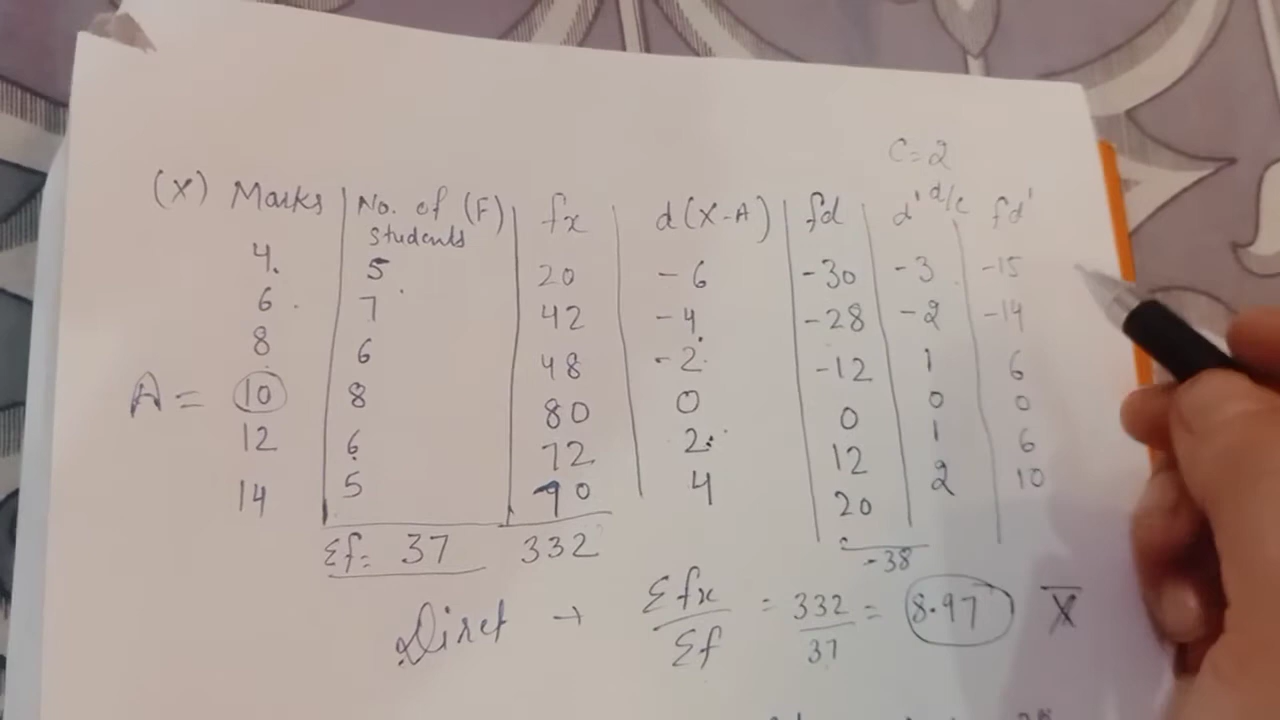 C=2
(X) Marks No. of (F) students fx d(X-A) fd d' d/c fd'
4. 5 20 -6 -30 -3 -15
6 7 42 -4 -28 -2 -14
8 6 48 -2 -12 1 6
A = 10 8 80 0 0 0 0
12 6 72 2 12 1 6
14 5 90 4 20 2 10
Σf= 37 332 -38
Diret → Σfx/Σf = 332/37 = 8.97 X̄